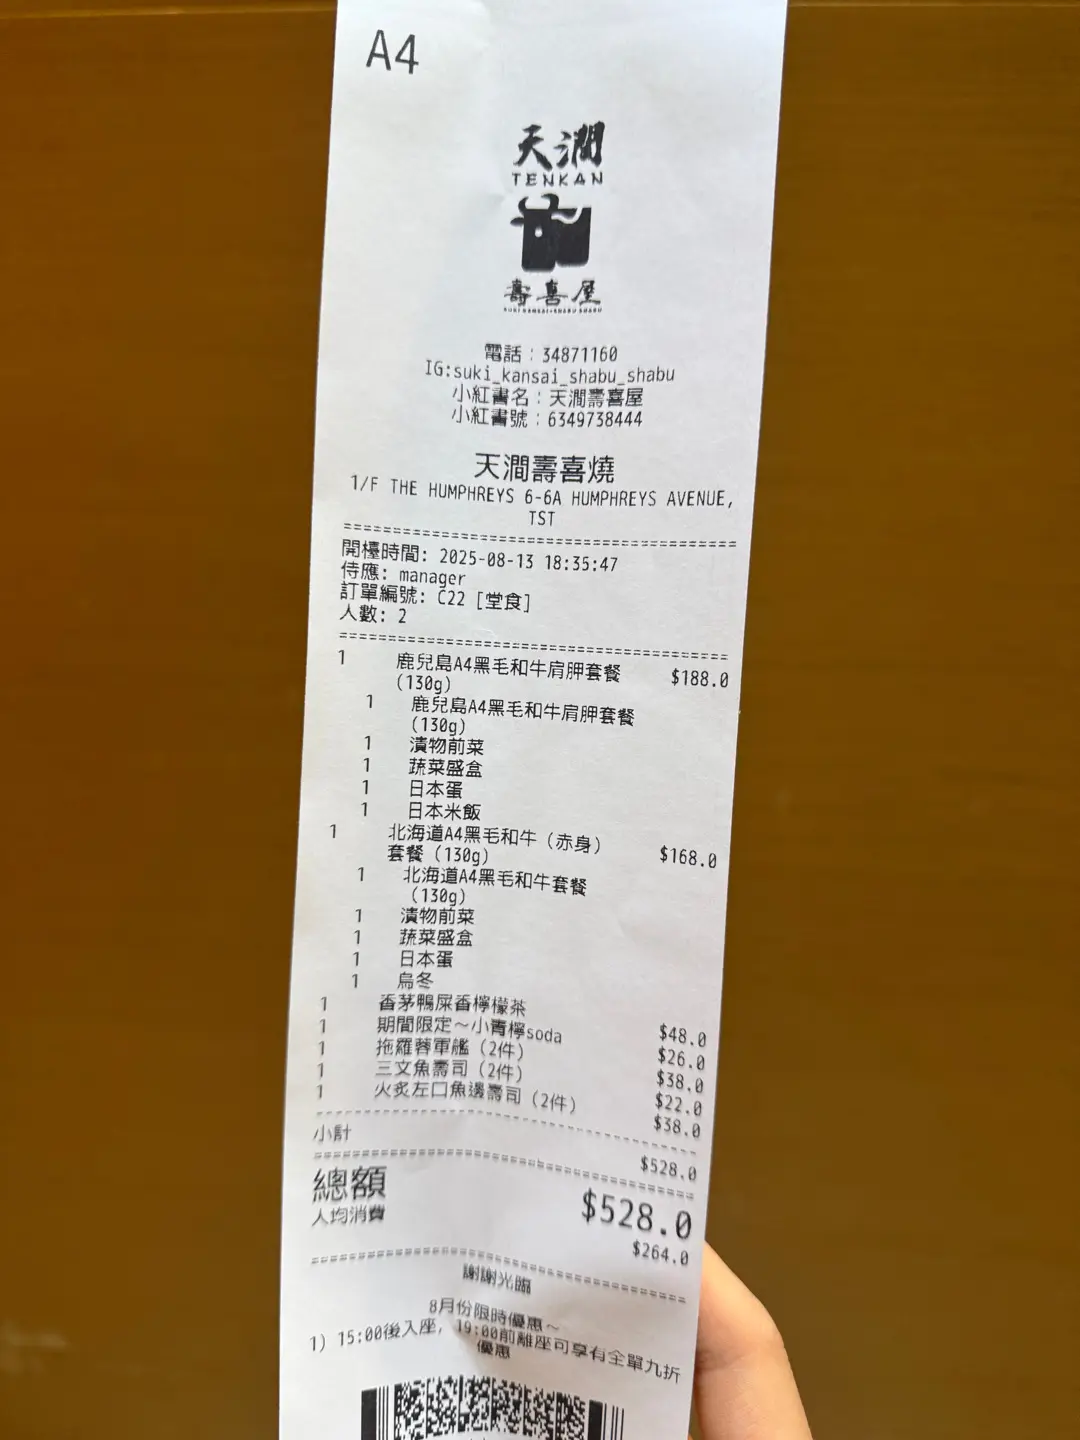 A4
天澗
TENKAN
壽喜屋
SUKI KANSAI·SHABU SHABU
電話：34871160
IG:suki_kansai_shabu_shabu
小紅書名：天澗壽喜屋
小紅書號：6349738444
天澗壽喜燒
1/F THE HUMPHREYS 6-6A HUMPHREYS AVENUE,
TST
開檯時間: 2025-08-13 18:35:47
侍應: manager
訂單編號: C22 [堂食]
人數: 2
1 鹿兒島A4黑毛和牛肩胛套餐 $188.0
(130g)
1 鹿兒島A4黑毛和牛肩胛套餐
(130g)
1 漬物前菜
1 蔬菜盛盒
1 日本蛋
1 日本米飯
1 北海道A4黑毛和牛（赤身） $168.0
套餐（130g）
1 北海道A4黑毛和牛套餐
（130g）
1 漬物前菜
1 蔬菜盛盒
1 日本蛋
1 烏冬
1 香茅鴨屎香檸檬茶 $48.0
1 期間限定～小青檸soda $26.0
1 拖羅蓉軍艦（2件） $38.0
1 三文魚壽司（2件） $22.0
1 火炙左口魚邊壽司（2件） $38.0
小計 $528.0
總額 $528.0
人均消費 $264.0
謝謝光臨
8月份限時優惠～
1) 15:00後入座, 19:00前離座可享有全單九折
優惠